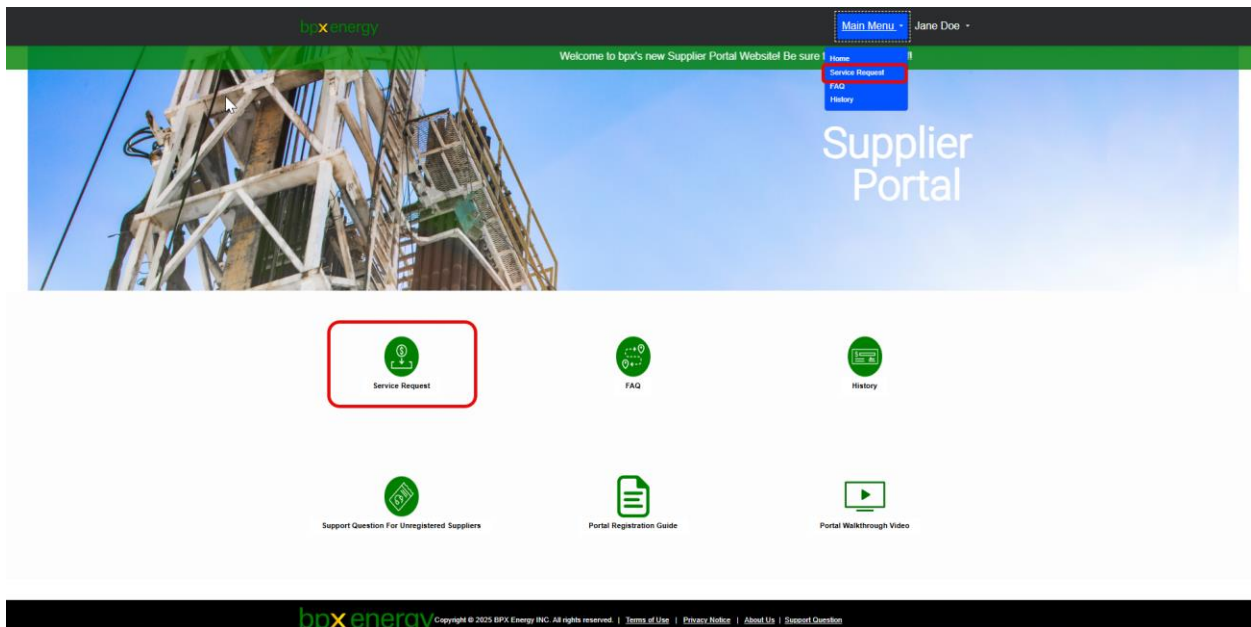 bpx energy
Main Menu
Jane Doe
Welcome to bpx's new Supplier Portal Website! Be sure
Home
Service Request
FAQ
History
Supplier
Portal
Service Request
FAQ
History
Support Question For Unregistered Suppliers
Portal Registration Guide
Portal Walkthrough Video
bpx energy
Copyright © 2025 BPX Energy INC. All rights reserved. | Terms of Use | Privacy Notice | About Us | Support Question